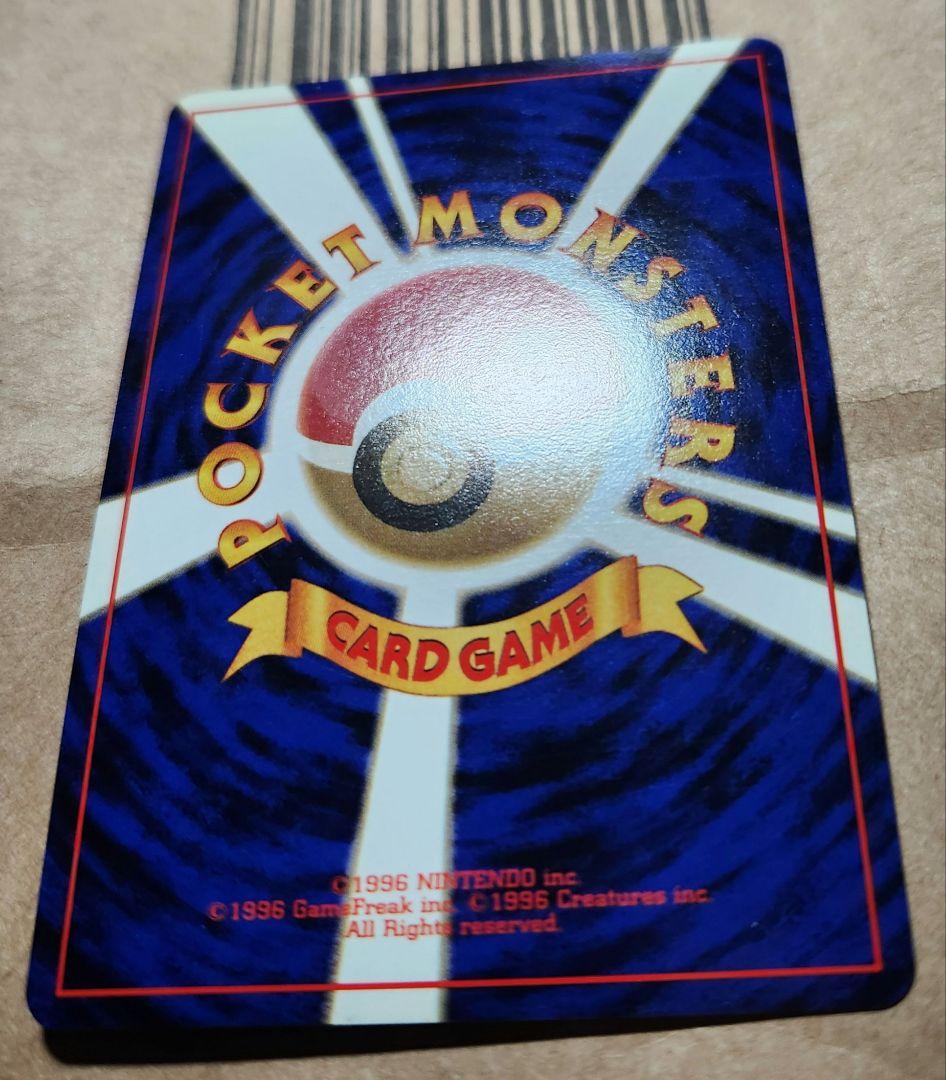 POCKET MONSTERS
CARD GAME
©1996 NINTENDO inc.
©1996 GameFreak inc. ©1996 Creatures inc.
All Rights reserved.